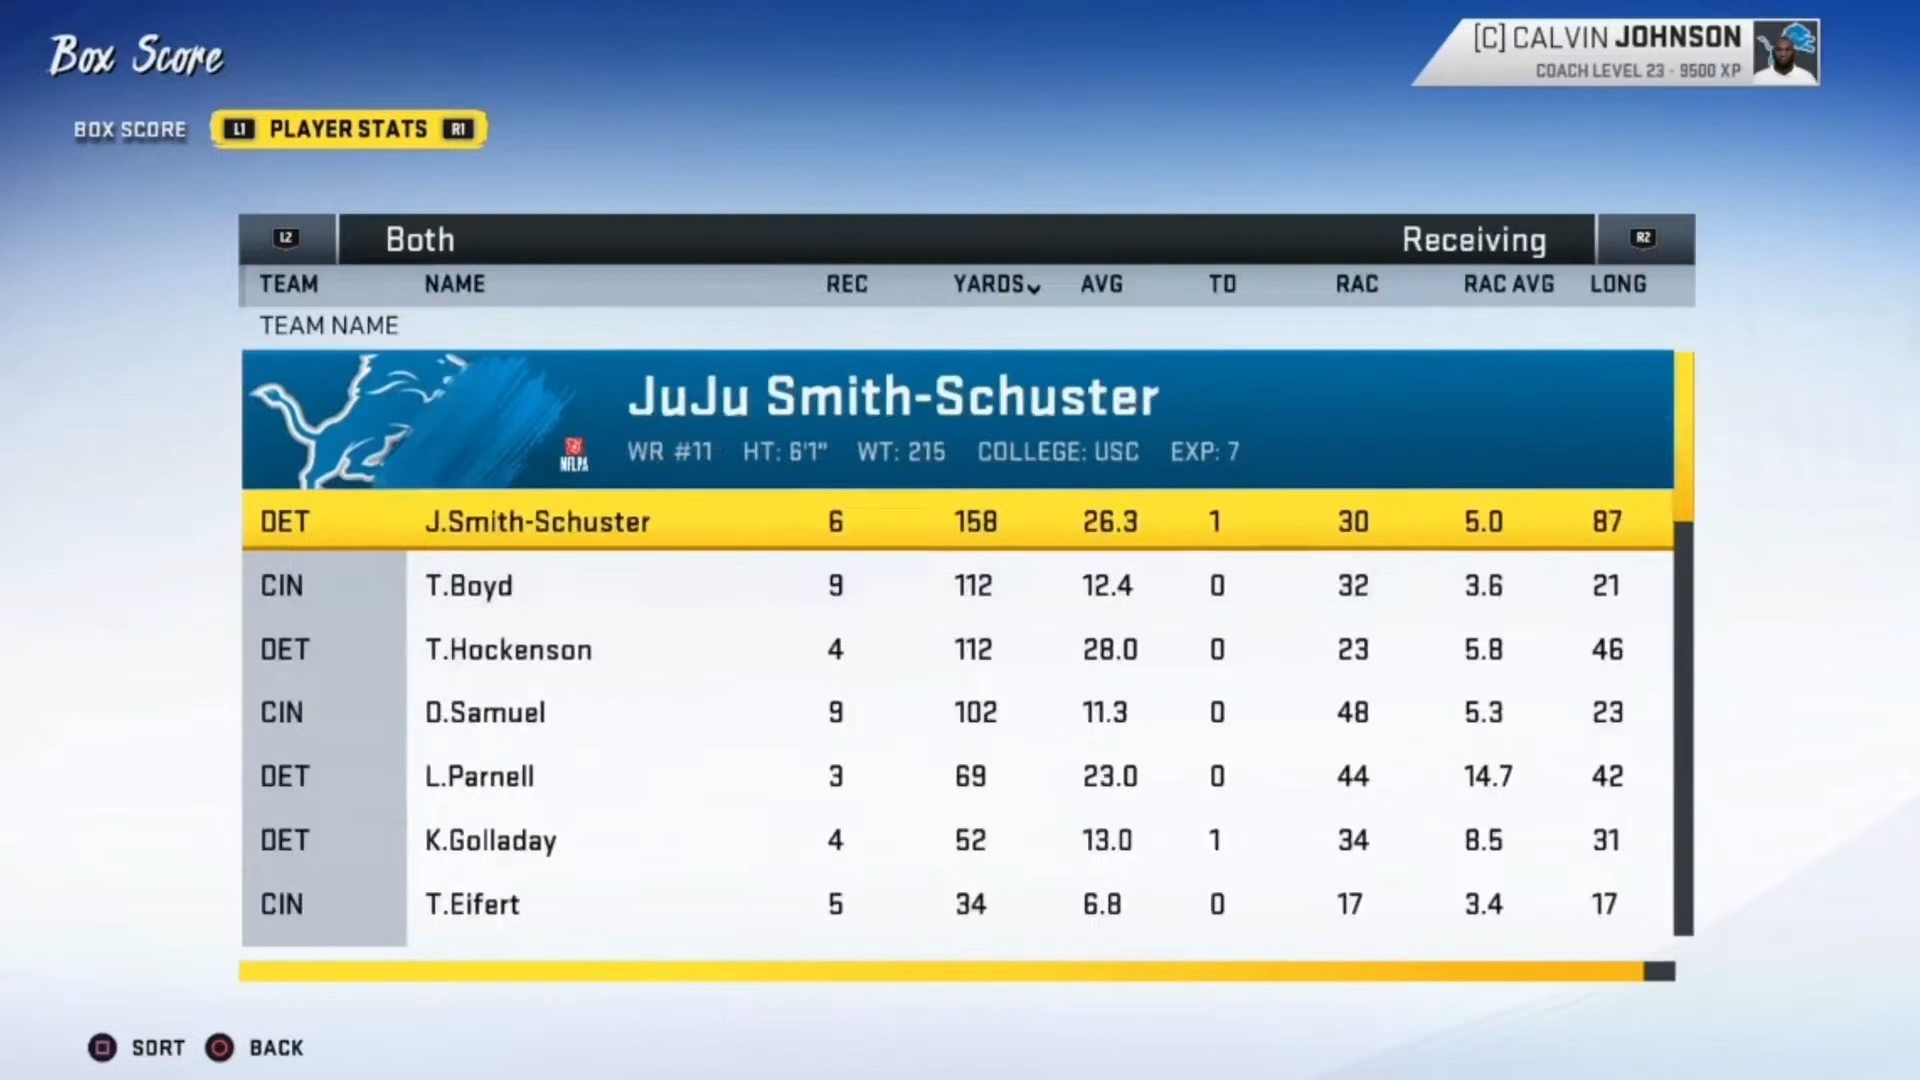 Box Score
[C] CALVIN JOHNSON
COACH LEVEL 23 - 9500 XP
BOX SCORE L1 PLAYER STATS R1
L2 Both Receiving R2
TEAM NAME REC YARDS AVG TD RAC RAC AVG LONG
TEAM NAME
JuJu Smith-Schuster
NFLPA WR #11 HT: 6'1" WT: 215 COLLEGE: USC EXP: 7
DET J.Smith-Schuster 6 158 26.3 1 30 5.0 87
CIN T.Boyd 9 112 12.4 0 32 3.6 21
DET T.Hockenson 4 112 28.0 0 23 5.8 46
CIN D.Samuel 9 102 11.3 0 48 5.3 23
DET L.Parnell 3 69 23.0 0 44 14.7 42
DET K.Golladay 4 52 13.0 1 34 8.5 31
CIN T.Eifert 5 34 6.8 0 17 3.4 17
SORT BACK